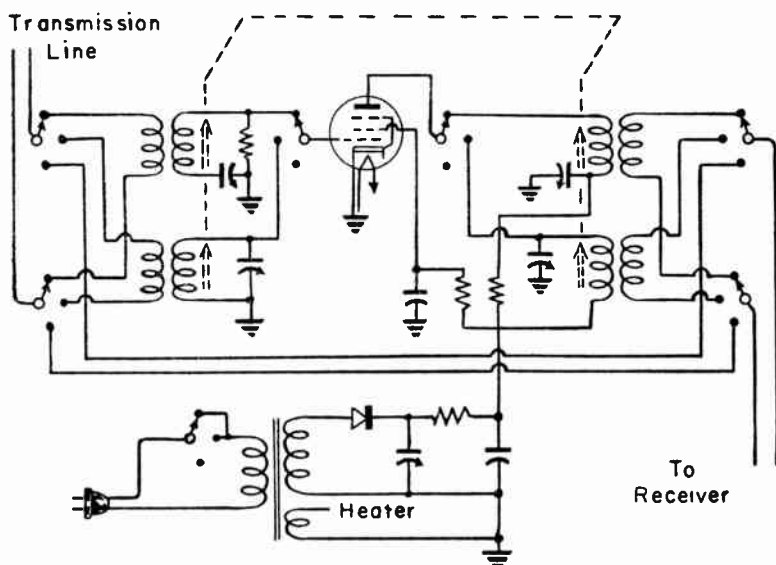 Transmission
Line
Heater
To
Receiver